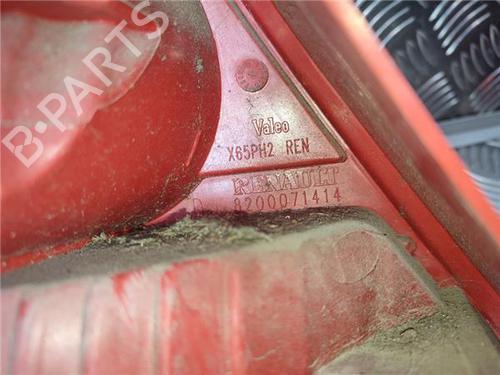 B-PARTS
Valeo
X65PH2 REN
RENAULT
D 8200071414